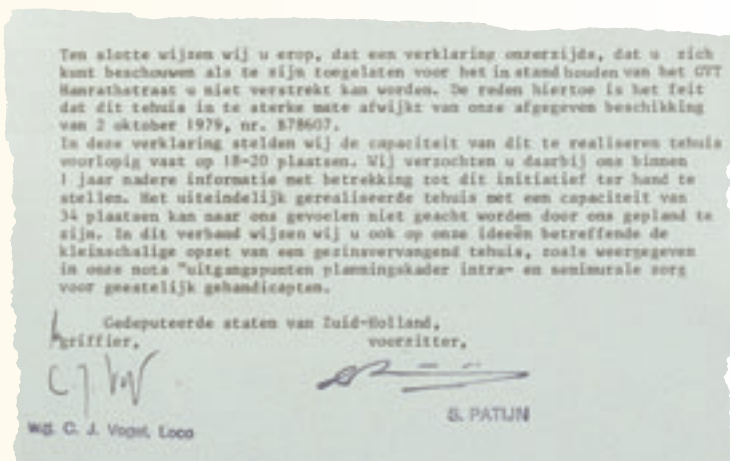 Ten slotte wijzen wij u erop, dat een verklaring onzerzijds, dat u zich
kunt beschouwen als te zijn toegelaten voor het in stand houden van het GVT
Hanrathstraat u niet verstrekt kan worden. De reden hiertoe is het feit
dat dit tehuis in te sterke mate afwijkt van onze afgegeven beschikking
van 2 oktober 1979, nr. B78607.
In deze verklaring stelden wij de capaciteit van dit te realiseren tehuis
voorlopig vast op 18-20 plaatsen. Wij verzochten u daarbij ons binnen
1 jaar nadere informatie met betrekking tot dit initiatief ter hand te
stellen. Het uiteindelijk gerealiseerde tehuis met een capaciteit van
34 plaatsen kan naar ons gevoelen niet geacht worden door ons gepland te
zijn. In dit verband wijzen wij u ook op onze ideeën betreffende de
kleinschalige opzet van een gezinsvervangend tehuis, zoals weergegeven
in onze nota "uitgangspunten planningskader intra- en semimurale zorg
voor geestelijk gehandicapten.
Gedeputeerde staten van Zuid-Holland,
griffier, voorzitter,
wg. C. J. Vogel, Loco
S. PATIJN